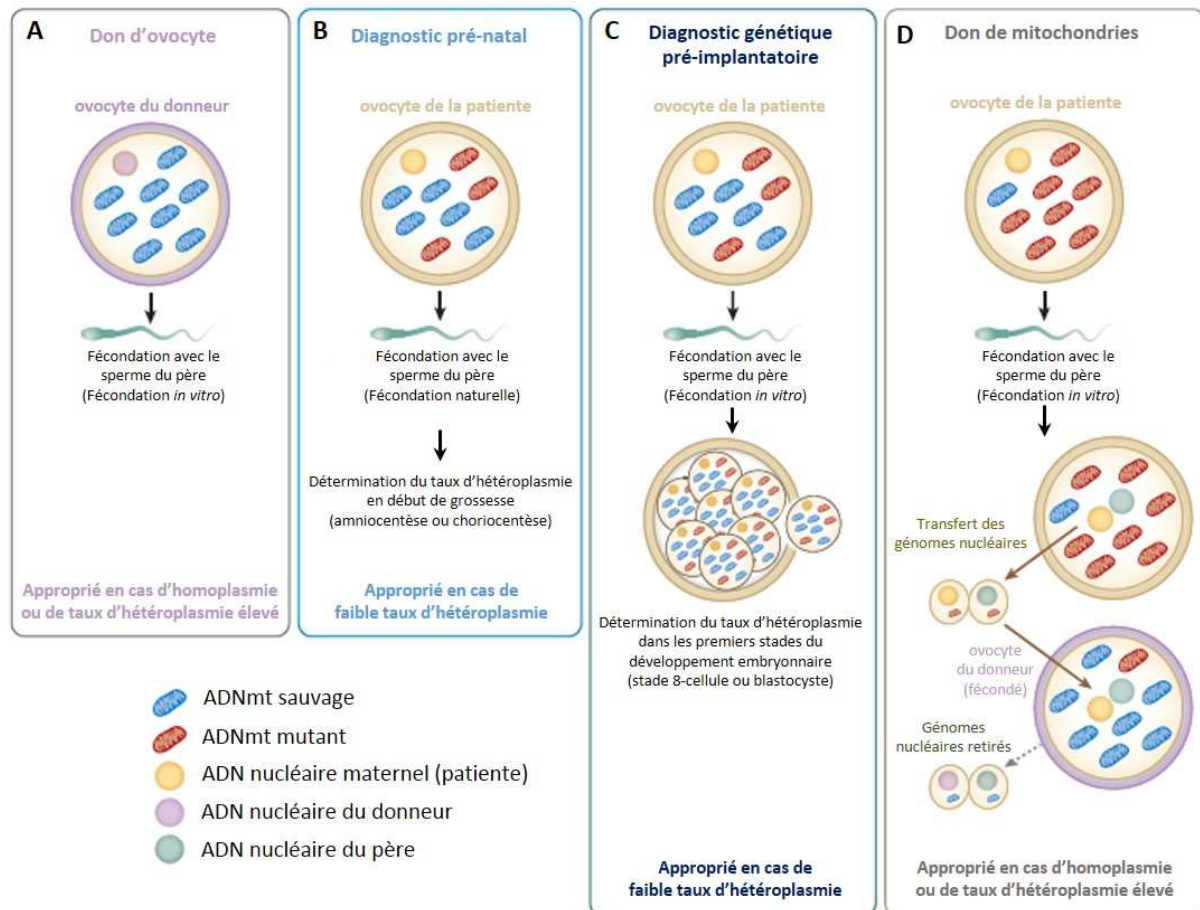 A
Don d'ovocyte
ovocyte du donneur
Fécondation avec le
sperme du père
(Fécondation in vitro)
Approprié en cas d'homoplasmie
ou de taux d'hétéroplasmie élevé
B
Diagnostic pré-natal
ovocyte de la patiente
Fécondation avec le
sperme du père
(Fécondation naturelle)
Détermination du taux d'hétéroplasmie
en début de grossesse
(amniocentèse ou choriocentèse)
Approprié en cas de
faible taux d'hétéroplasmie
C
Diagnostic génétique
pré-implantatoire
ovocyte de la patiente
Fécondation avec le
sperme du père
(Fécondation in vitro)
Détermination du taux d'hétéroplasmie
dans les premiers stades du
développement embryonnaire
(stade 8-cellule ou blastocyste)
Approprié en cas de
faible taux d'hétéroplasmie
D
Don de mitochondries
ovocyte de la patiente
Fécondation avec le
sperme du père
(Fécondation in vitro)
Transfert des
génomes nucléaires
ovocyte
du donneur
(fécondé)
Génomes
nucléaires retirés
Approprié en cas d'homoplasmie
ou de taux d'hétéroplasmie élevé
ADNmt sauvage
ADNmt mutant
ADN nucléaire maternel (patiente)
ADN nucléaire du donneur
ADN nucléaire du père